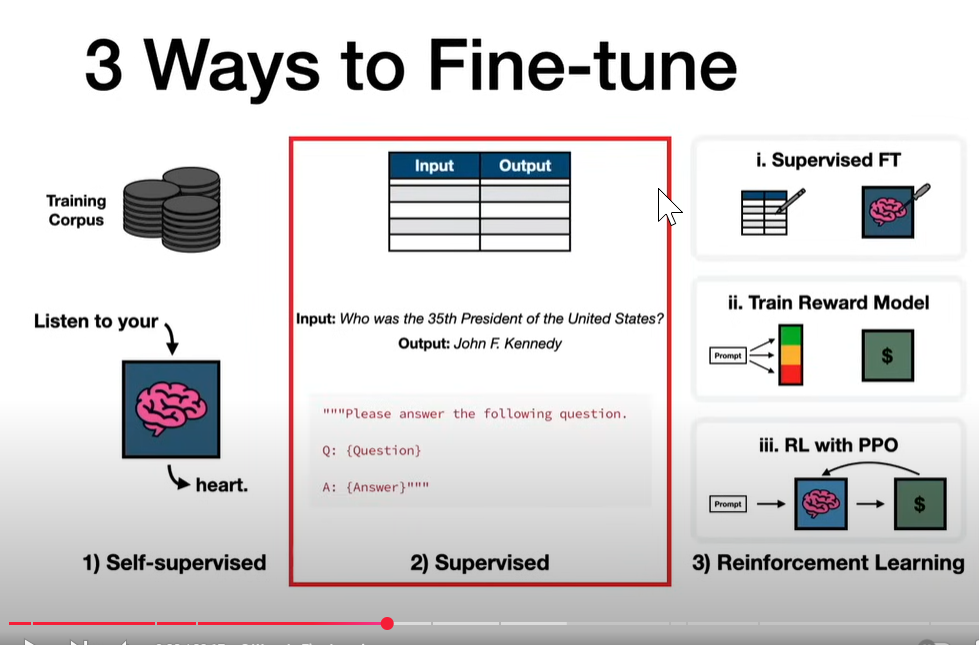 3 Ways to Fine-tune
Training
Corpus
Listen to your
heart.
1) Self-supervised
Input Output
Input: Who was the 35th President of the United States?
Output: John F. Kennedy
"""Please answer the following question.
Q: {Question}
A: {Answer}"""
2) Supervised
i. Supervised FT
ii. Train Reward Model
Prompt
$
iii. RL with PPO
Prompt
$
3) Reinforcement Learning